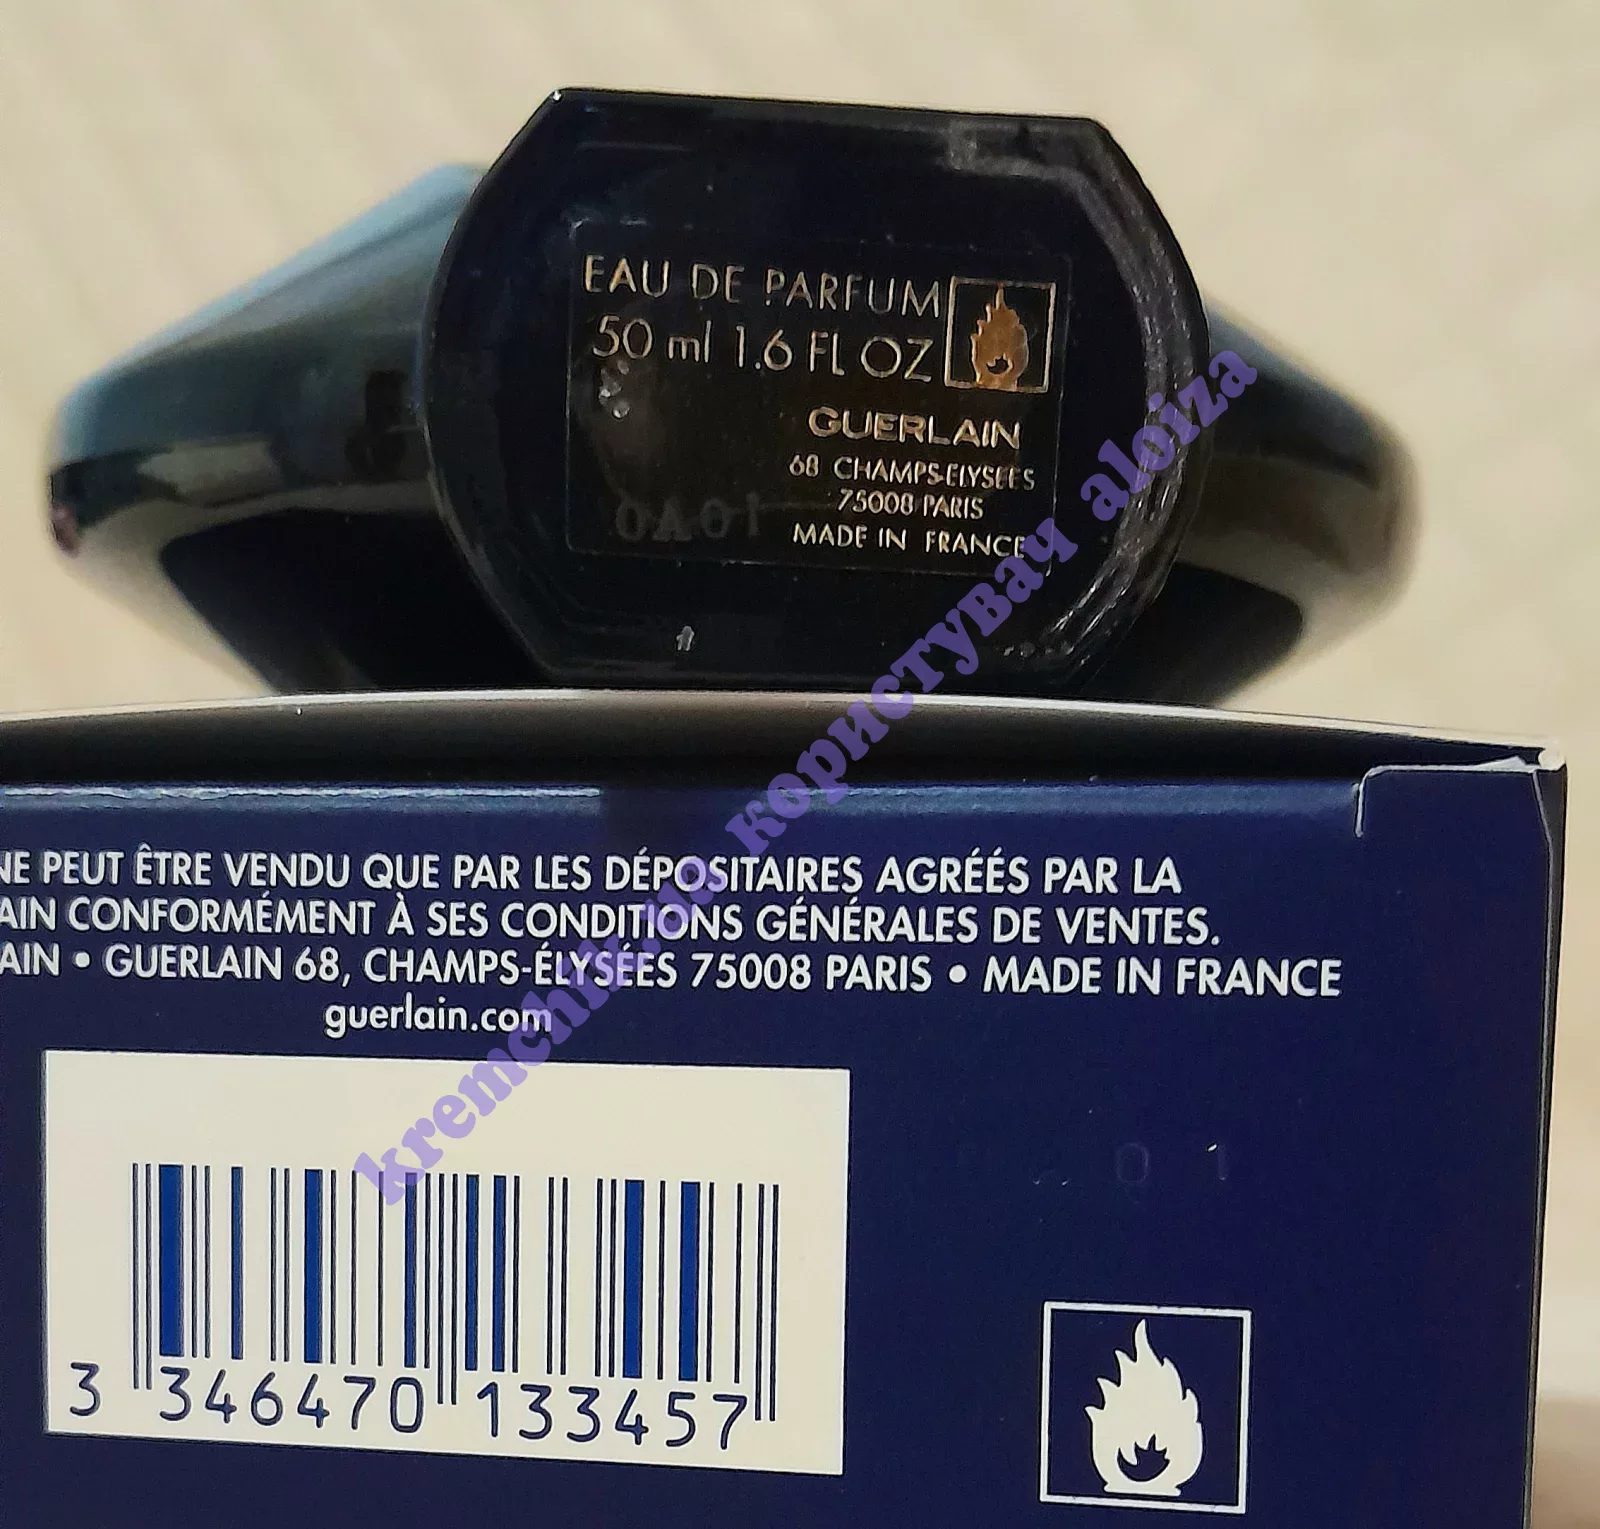 EAU DE PARFUM
50 ml 1.6 FL OZ
GUERLAIN
68 CHAMPS-ELYSEES
75008 PARIS
MADE IN FRANCE
0A01
NE PEUT ÊTRE VENDU QUE PAR LES DÉPOSITAIRES AGRÉÉS PAR LA
AIN CONFORMÉMENT À SES CONDITIONS GÉNÉRALES DE VENTES.
AIN • GUERLAIN 68, CHAMPS-ÉLYSÉES 75008 PARIS • MADE IN FRANCE
guerlain.com
3 346470 133457
kremchik.ua користувач aloiza